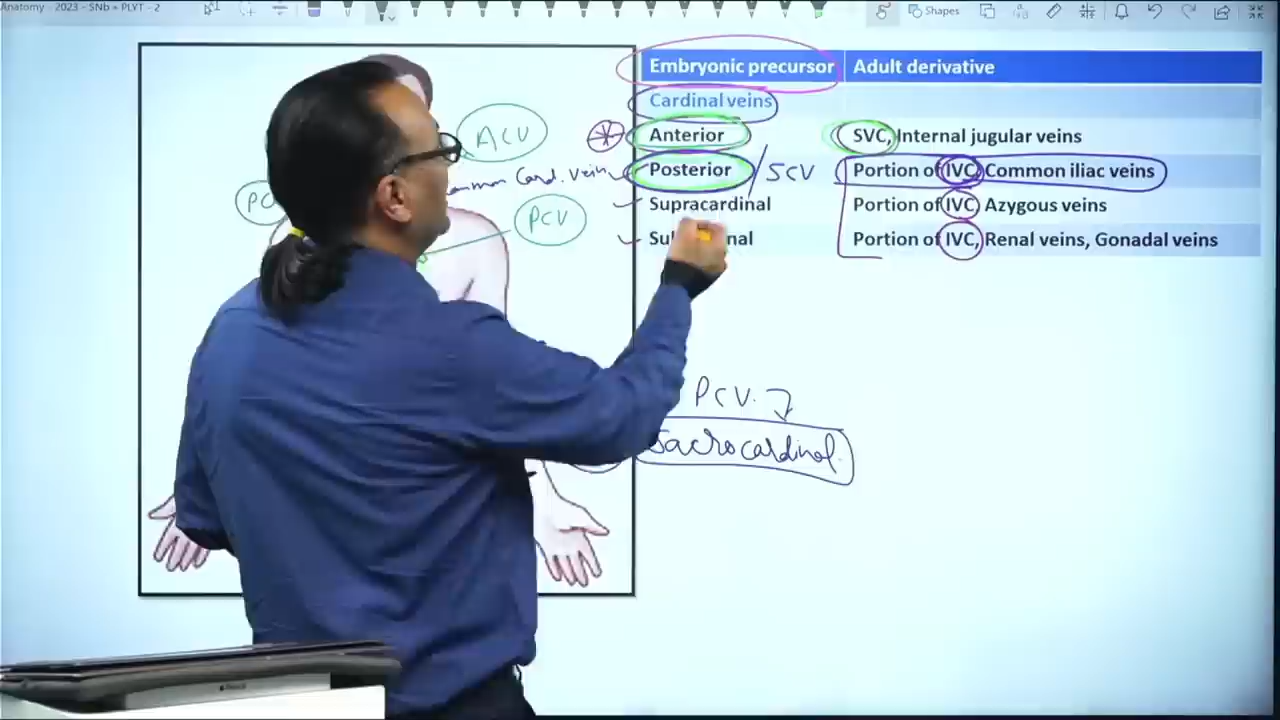 Anatomy - 2023 - SNb = PLYT - 2
Shapes
Embryonic precursor Adult derivative
Cardinal veins
Anterior SVC, Internal jugular veins
Posterior /SCV Portion of IVC, Common iliac veins
Supracardinal Portion of IVC, Azygous veins
Portion of IVC, Renal veins, Gonadal veins
ACV
Card. Vein
PCV
PCV
Sacrocardinal.